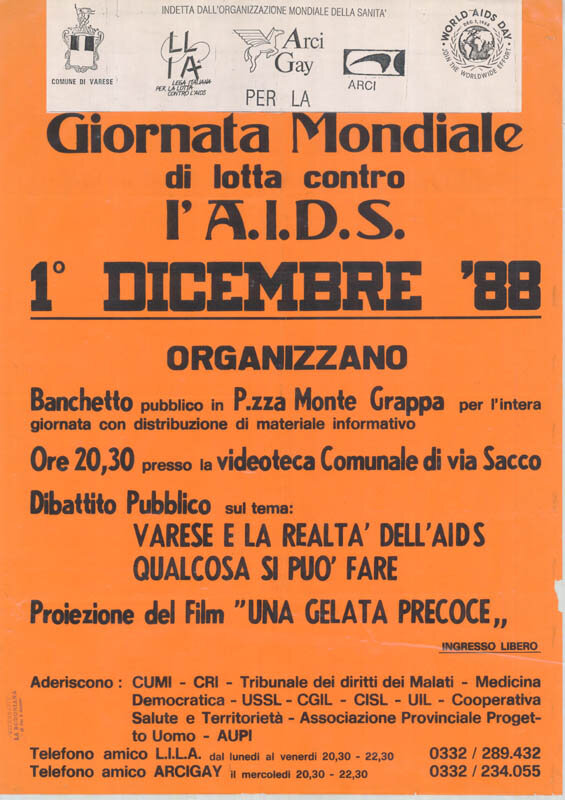 INDETTA DALL'ORGANIZZAZIONE MONDIALE DELLA SANITA'
COMUNE DI VARESE
LILA
LEGA ITALIANA
PER LA LOTTA
CONTRO L'AIDS
Arci
Gay
ARCI
WORLD AIDS DAY
DEC 1, 1988
JOIN THE WORLDWIDE EFFORT
PER LA
Giornata Mondiale
di lotta contro
l'A.I.D.S.
1° DICEMBRE '88
ORGANIZZANO
Banchetto pubblico in P.zza Monte Grappa per l'intera
giornata con distribuzione di materiale informativo
Ore 20,30 presso la videoteca Comunale di via Sacco
Dibattito Pubblico sul tema:
VARESE E LA REALTA' DELL'AIDS
QUALCOSA SI PUO' FARE
Proiezione del Film "UNA GELATA PRECOCE„
INGRESSO LIBERO
Aderiscono : CUMI - CRI - Tribunale dei diritti dei Malati - Medicina
Democratica - USSL - CGIL - CISL - UIL - Cooperativa
Salute e Territorietà - Associazione Provinciale Proget-
to Uomo - AUPI
Telefono amico L.I.L.A. dal lunedi al venerdi 20,30 - 22,30 0332 / 289.432
Telefono amico ARCIGAY il mercoledi 20,30 - 22,30 0332 / 234.055